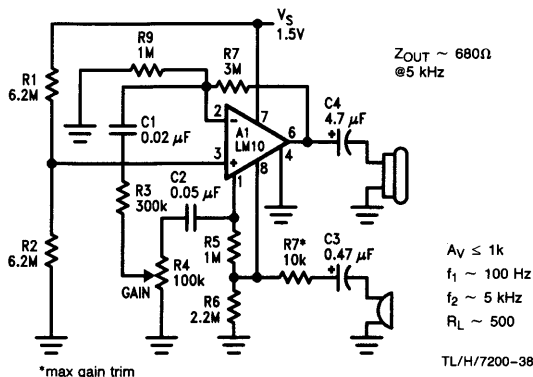 VS
1.5V
R9
1M
R7
3M
ZOUT ~ 680Ω
@5 kHz
R1
6.2M
C1
0.02 μF
2
−
7
A1
LM10
6
4
3
+
8
1
C4
4.7 μF
+
C2
0.05 μF
R3
300k
R2
6.2M
R4
100k
GAIN
R5
1M
R7*
10k
C3
0.47 μF
+
R6
2.2M
AV ≤ 1k
f1 ~ 100 Hz
f2 ~ 5 kHz
RL ~ 500
*max gain trim
TL/H/7200-38